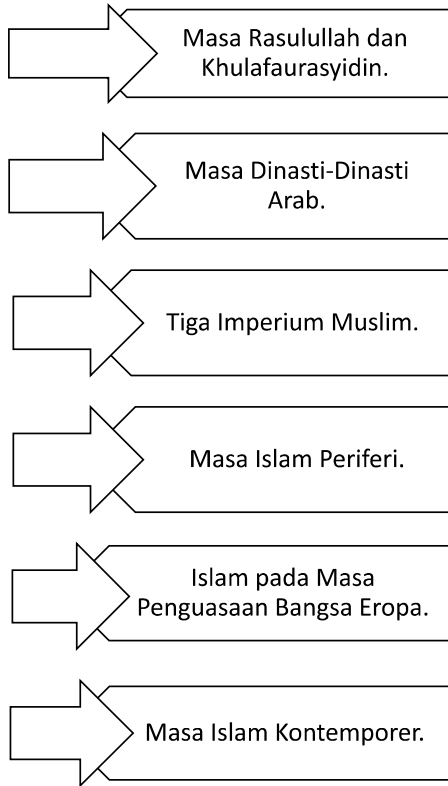 Masa Rasulullah dan
Khulafaurasyidin.
Masa Dinasti-Dinasti
Arab.
Tiga Imperium Muslim.
Masa Islam Periferi.
Islam pada Masa
Penguasaan Bangsa Eropa.
Masa Islam Kontemporer.